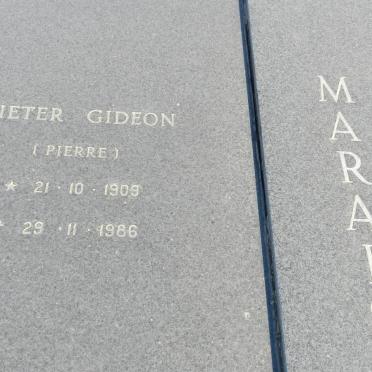 IETER GIDEON
( PIERRE )
★ 21 · 10 · 1909
29 · 11 · 1986
M
A
R
A